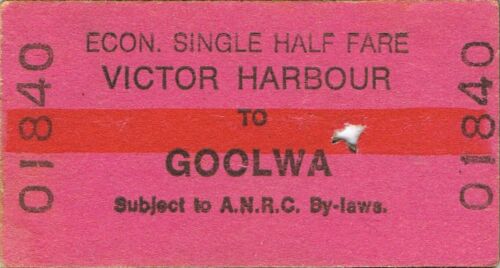 ECON. SINGLE HALF FARE
VICTOR HARBOUR
TO
GOOLWA
Subject to A.N.R.C. By-laws.
01840
01840